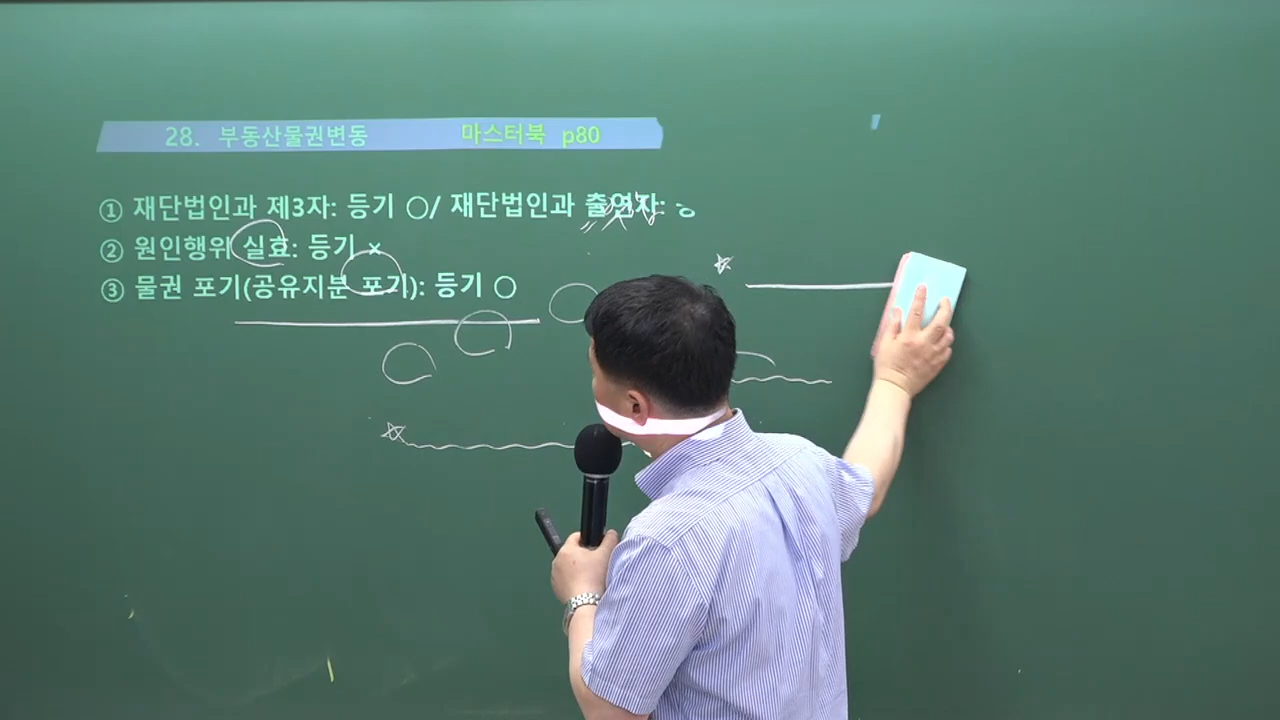 28. 부동산물권변동 마스터북 p80
① 재단법인과 제3자: 등기 ○/ 재단법인과 출연자:
② 원인행위 실효: 등기 ×
③ 물권 포기(공유지분 포기): 등기 ○